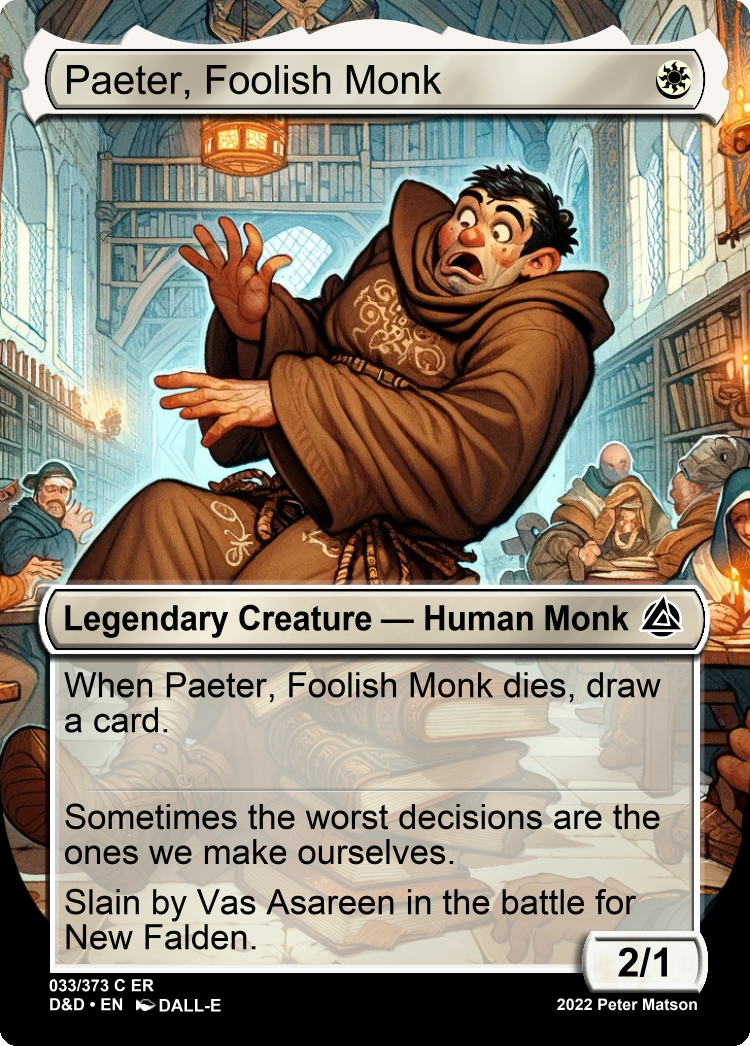 Paeter, Foolish Monk
Legendary Creature — Human Monk
When Paeter, Foolish Monk dies, draw
a card.
Sometimes the worst decisions are the
ones we make ourselves.
Slain by Vas Asareen in the battle for
New Falden.
2/1
033/373 C ER
D&D • EN DALL-E
2022 Peter Matson